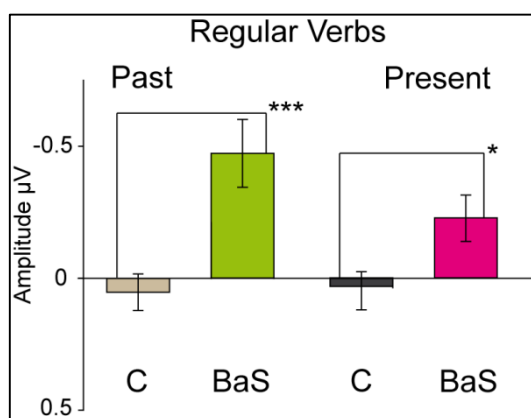 Regular Verbs
Past Present
*** 
*
-0.5
0
0.5
Amplitude µV
C BaS C BaS